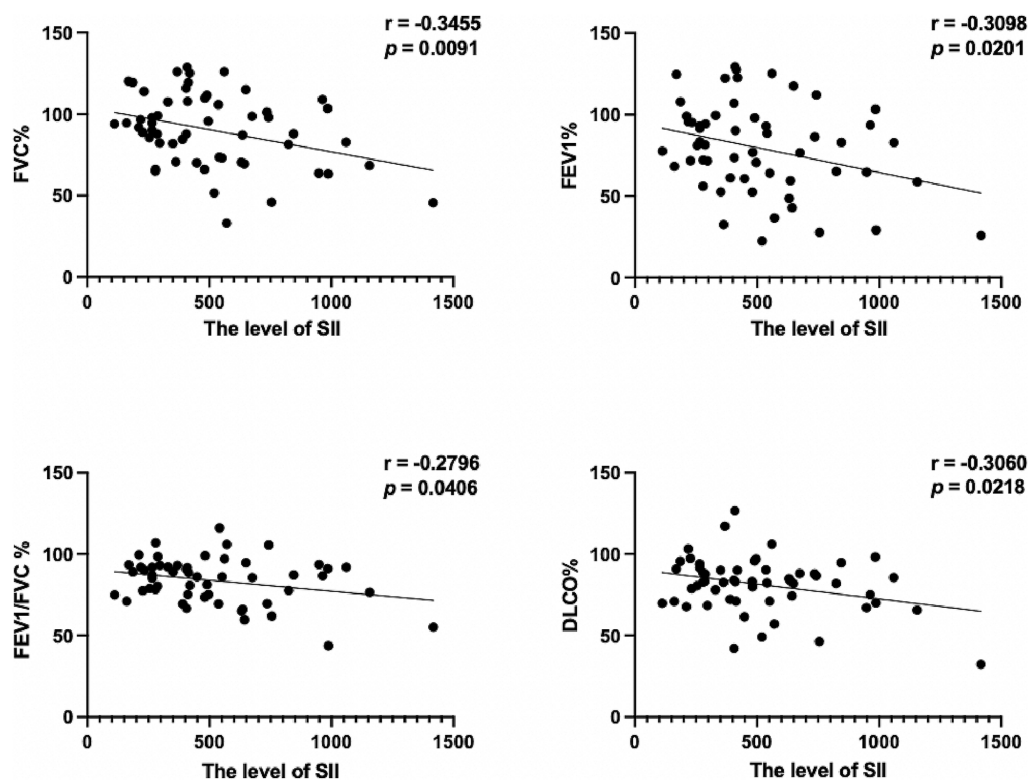 r = -0.3455
p = 0.0091
150
100
50
0
FVC%
0 500 1000 1500
The level of SII
r = -0.3098
p = 0.0201
150
100
50
0
FEV1%
0 500 1000 1500
The level of SII
r = -0.2796
p = 0.0406
150
100
50
0
FEV1/FVC %
0 500 1000 1500
The level of SII
r = -0.3060
p = 0.0218
150
100
50
0
DLCO%
0 500 1000 1500
The level of SII